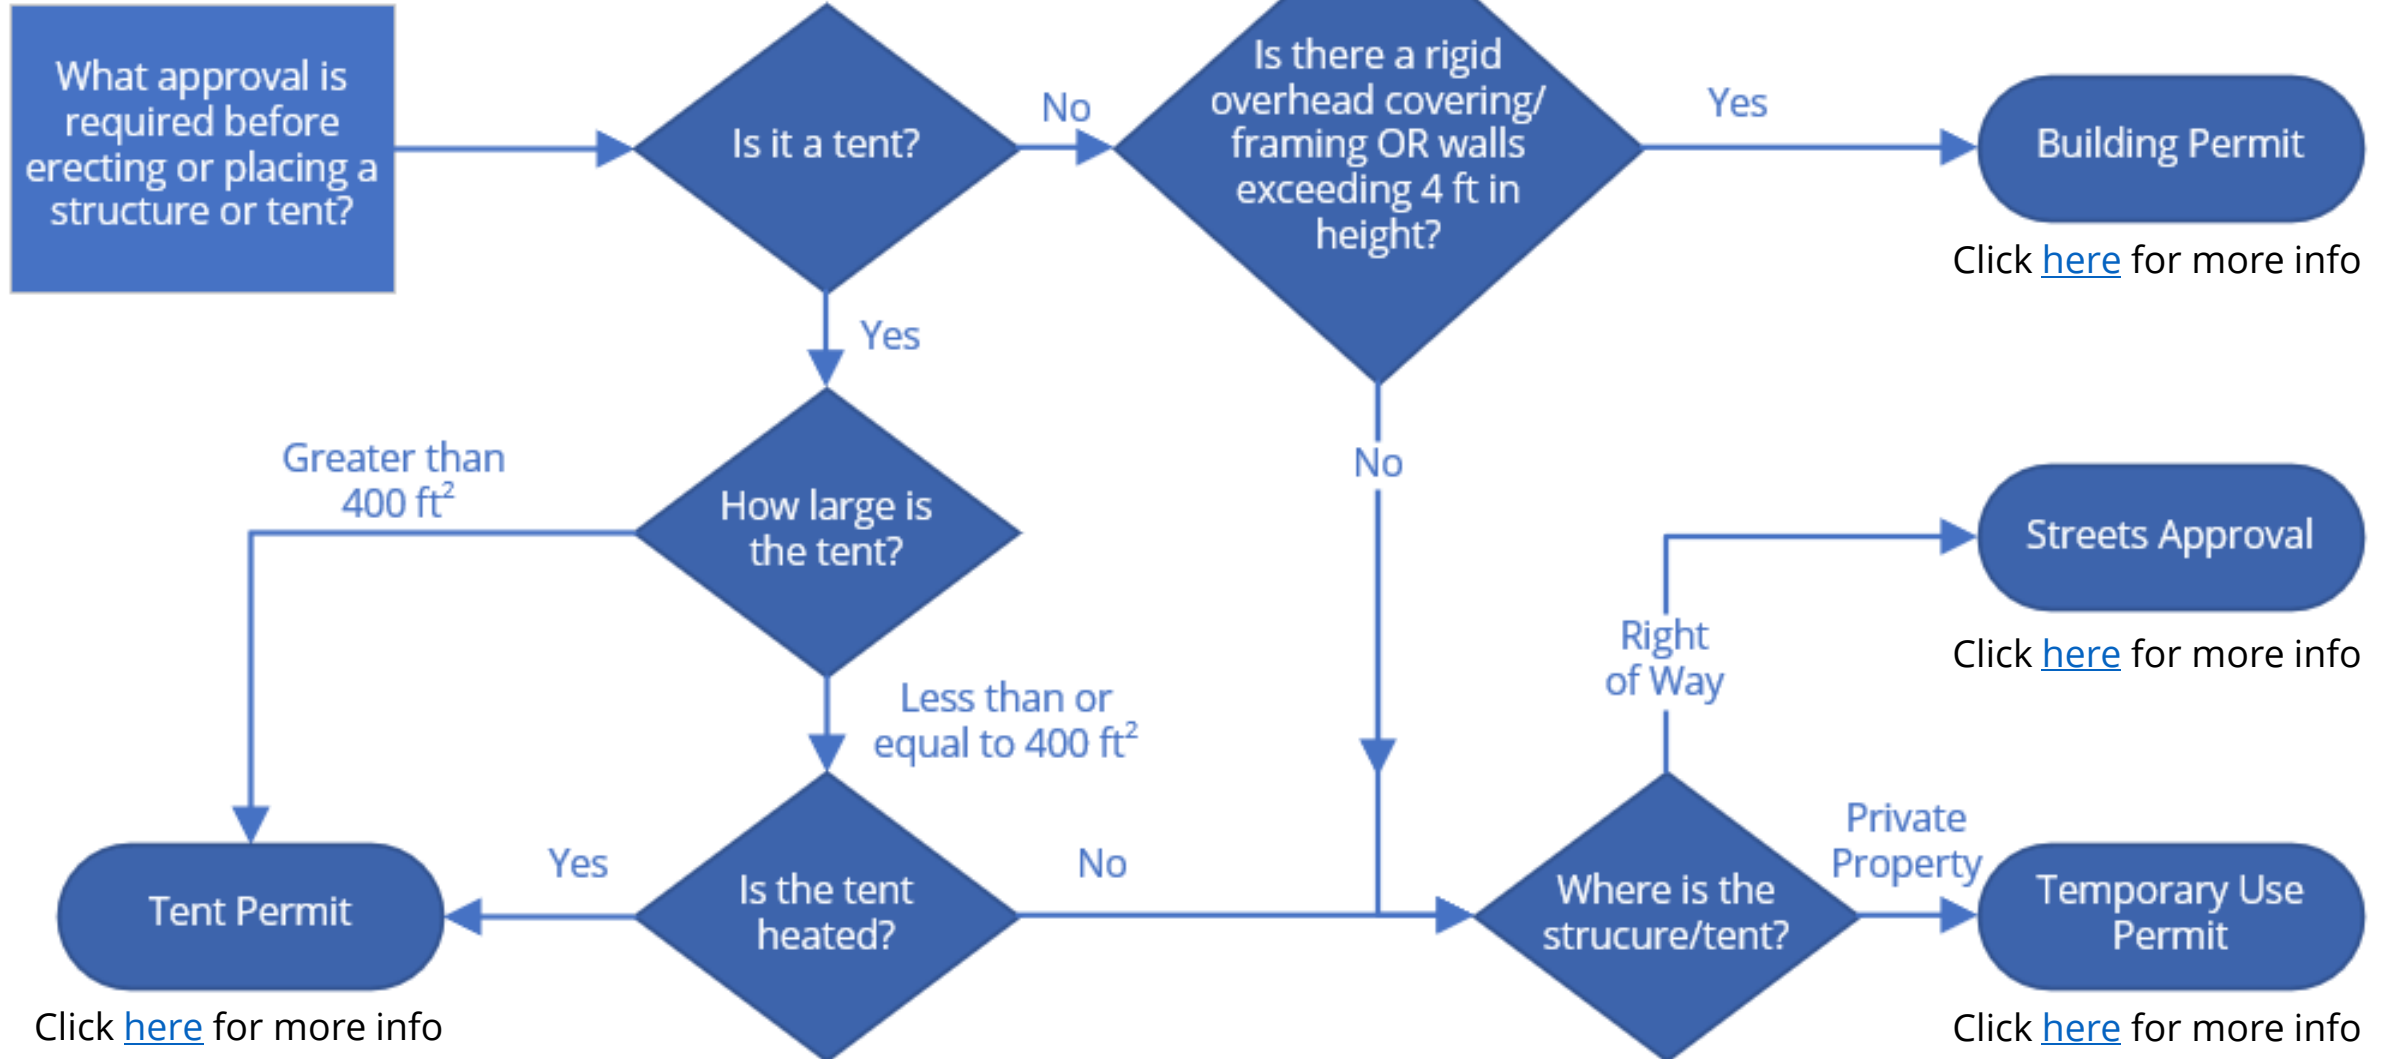 What approval is
required before
erecting or placing a
structure or tent?
Is it a tent?
No
Is there a rigid
overhead covering/
framing OR walls
exceeding 4 ft in
height?
Yes
Building Permit
Click here for more info
Yes
Greater than
400 ft²
How large is
the tent?
No
Streets Approval
Click here for more info
Right
of Way
Less than or
equal to 400 ft²
Private
Property
Tent Permit
Yes
Is the tent
heated?
No
Where is the
strucure/tent?
Temporary Use
Permit
Click here for more info
Click here for more info